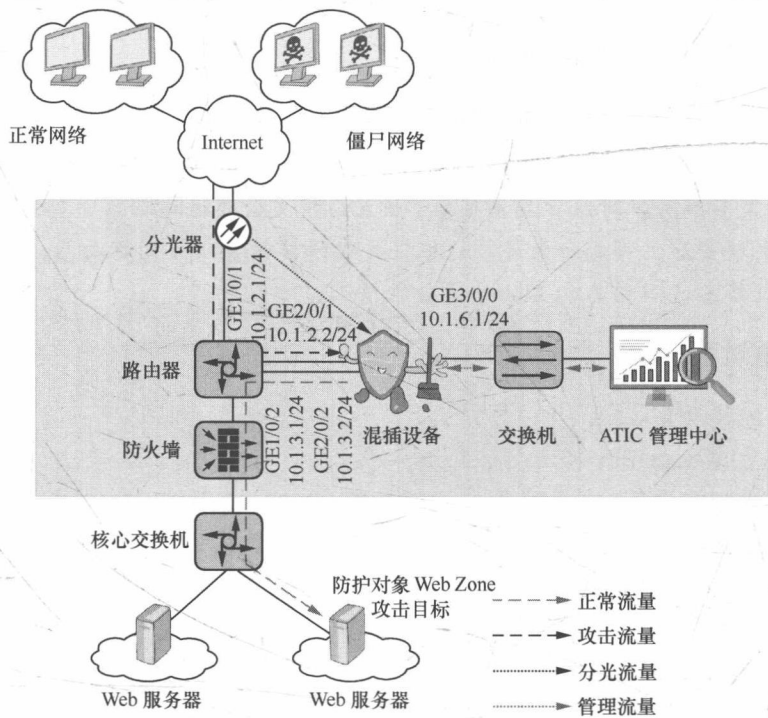 正常网络
Internet
僵尸网络
分光器
GE1/0/1
10.1.2.1/24
GE2/0/1
10.1.2.2/24
GE3/0/0
10.1.6.1/24
路由器
防火墙
GE1/0/2
10.1.3.1/24
GE2/0/2
10.1.3.2/24
混插设备
交换机
ATIC 管理中心
核心交换机
防护对象 Web Zone
攻击目标
正常流量
攻击流量
分光流量
管理流量
Web 服务器
Web 服务器